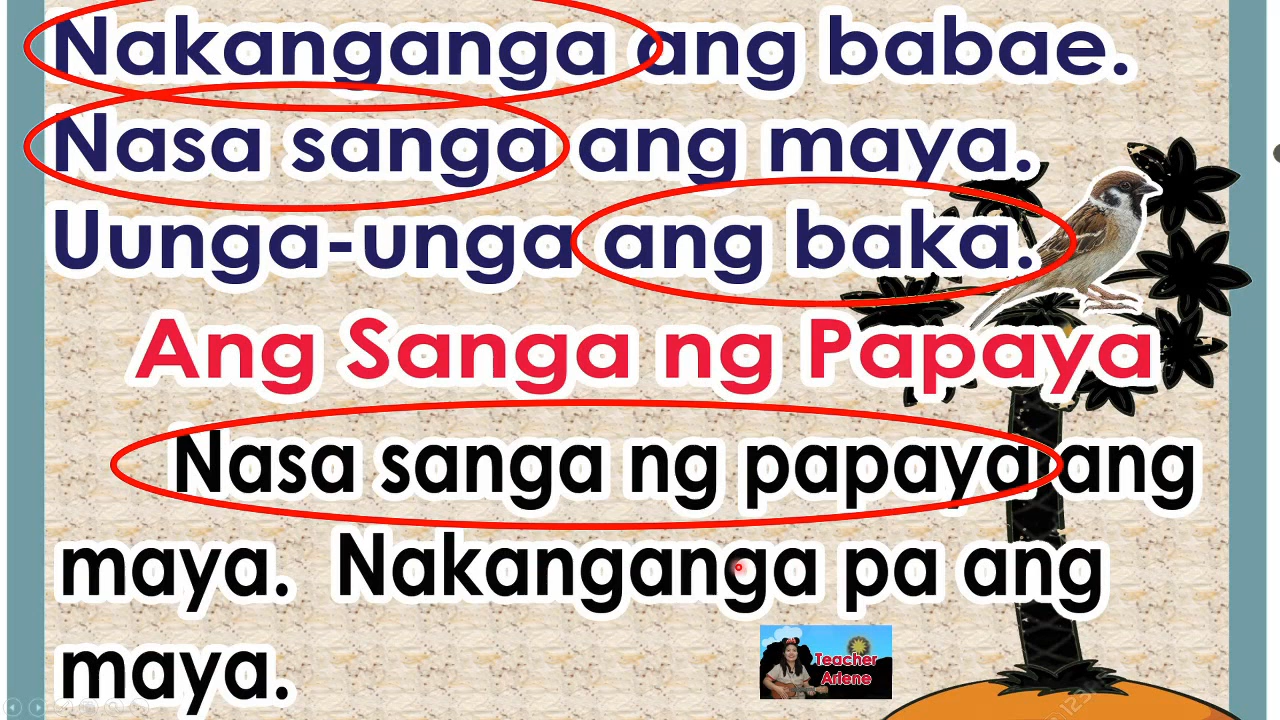 Nakanganga ang babae.
Nasa sanga ang maya.
Uunga-unga ang baka.
Ang Sanga ng Papaya
Nasa sanga ng papaya ang
maya. Nakanganga pa ang
maya.
Teacher
Arlene